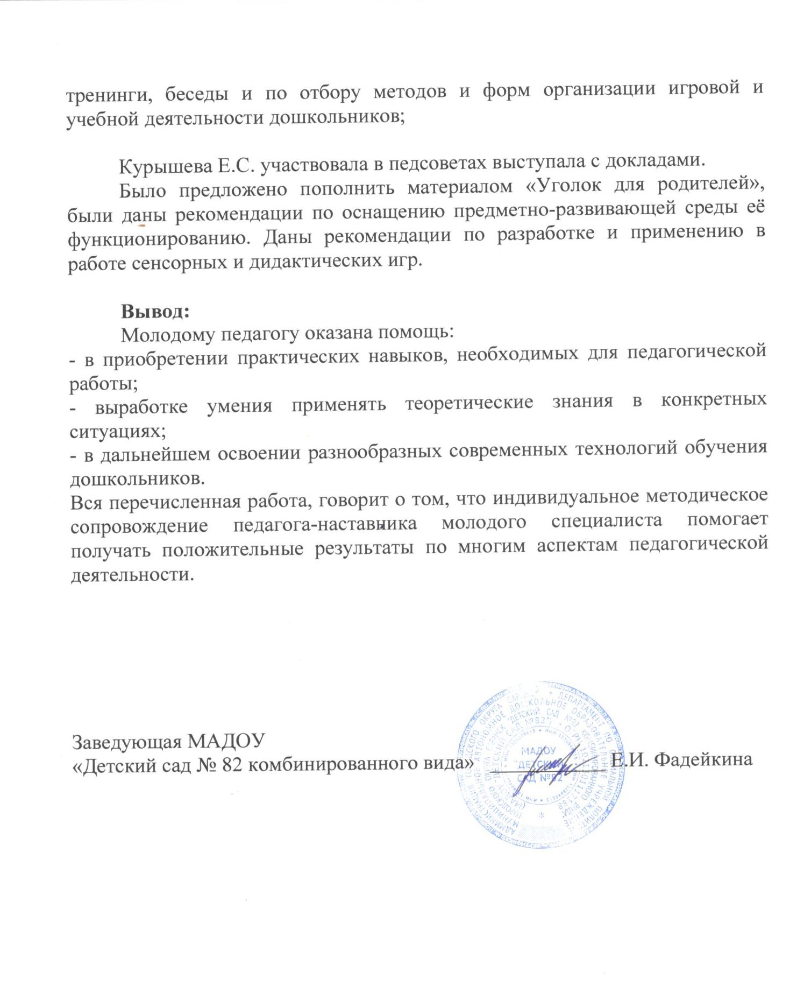 тренинги, беседы и по отбору методов и форм организации игровой и
учебной деятельности дошкольников;
Курышева Е.С. участвовала в педсоветах выступала с докладами.
Было предложено пополнить материалом «Уголок для родителей»,
были даны рекомендации по оснащению предметно-развивающей среды её
функционированию. Даны рекомендации по разработке и применению в
работе сенсорных и дидактических игр.
Вывод:
Молодому педагогу оказана помощь:
- в приобретении практических навыков, необходимых для педагогической
работы;
- выработке умения применять теоретические знания в конкретных
ситуациях;
- в дальнейшем освоении разнообразных современных технологий обучения
дошкольников.
Вся перечисленная работа, говорит о том, что индивидуальное методическое
сопровождение педагога-наставника молодого специалиста помогает
получать положительные результаты по многим аспектам педагогической
деятельности.
Заведующая МАДОУ
«Детский сад № 82 комбинированного вида» Е.И. Фадейкина
МАДОУ
"ДЕТСКИЙ
САД №82"